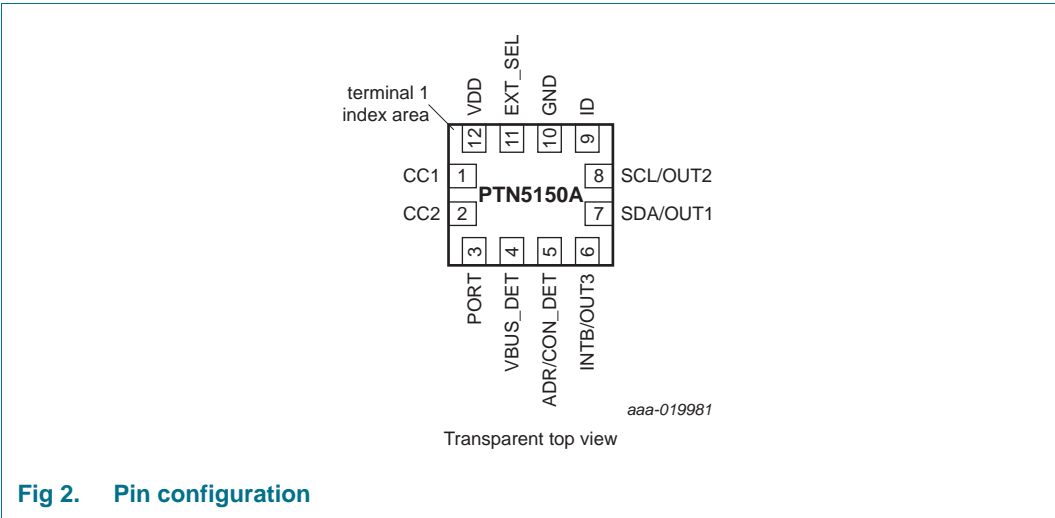 terminal 1
index area
VDD
EXT_SEL
GND
ID
12
11
10
9
CC1
1
PTN5150A
8
SCL/OUT2
CC2
2
7
SDA/OUT1
3
4
5
6
PORT
VBUS_DET
ADR/CON_DET
INTB/OUT3
aaa-019981
Transparent top view
Fig 2. Pin configuration